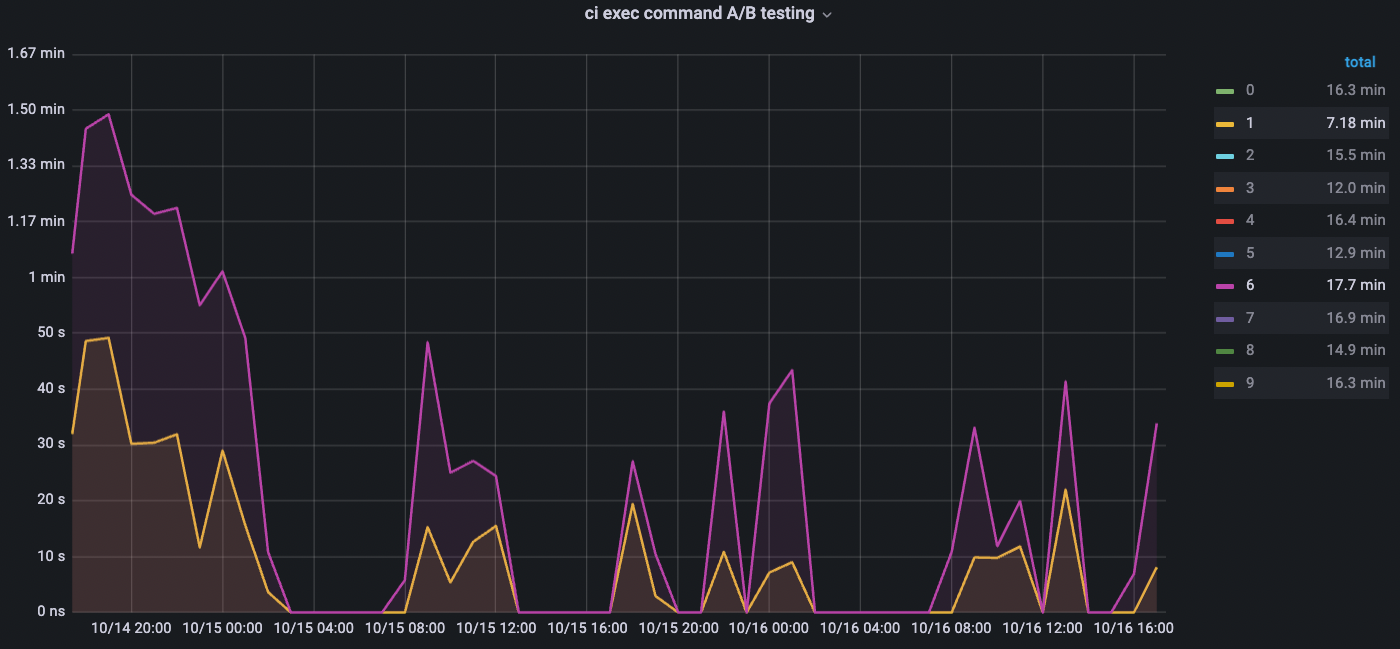 ci exec command A/B testing
1.67 min
1.50 min
1.33 min
1.17 min
1 min
50 s
40 s
30 s
20 s
10 s
0 ns
10/14 20:00 10/15 00:00 10/15 04:00 10/15 08:00 10/15 12:00 10/15 16:00 10/15 20:00 10/16 00:00 10/16 04:00 10/16 08:00 10/16 12:00 10/16 16:00
total
0 16.3 min
1 7.18 min
2 15.5 min
3 12.0 min
4 16.4 min
5 12.9 min
6 17.7 min
7 16.9 min
8 14.9 min
9 16.3 min